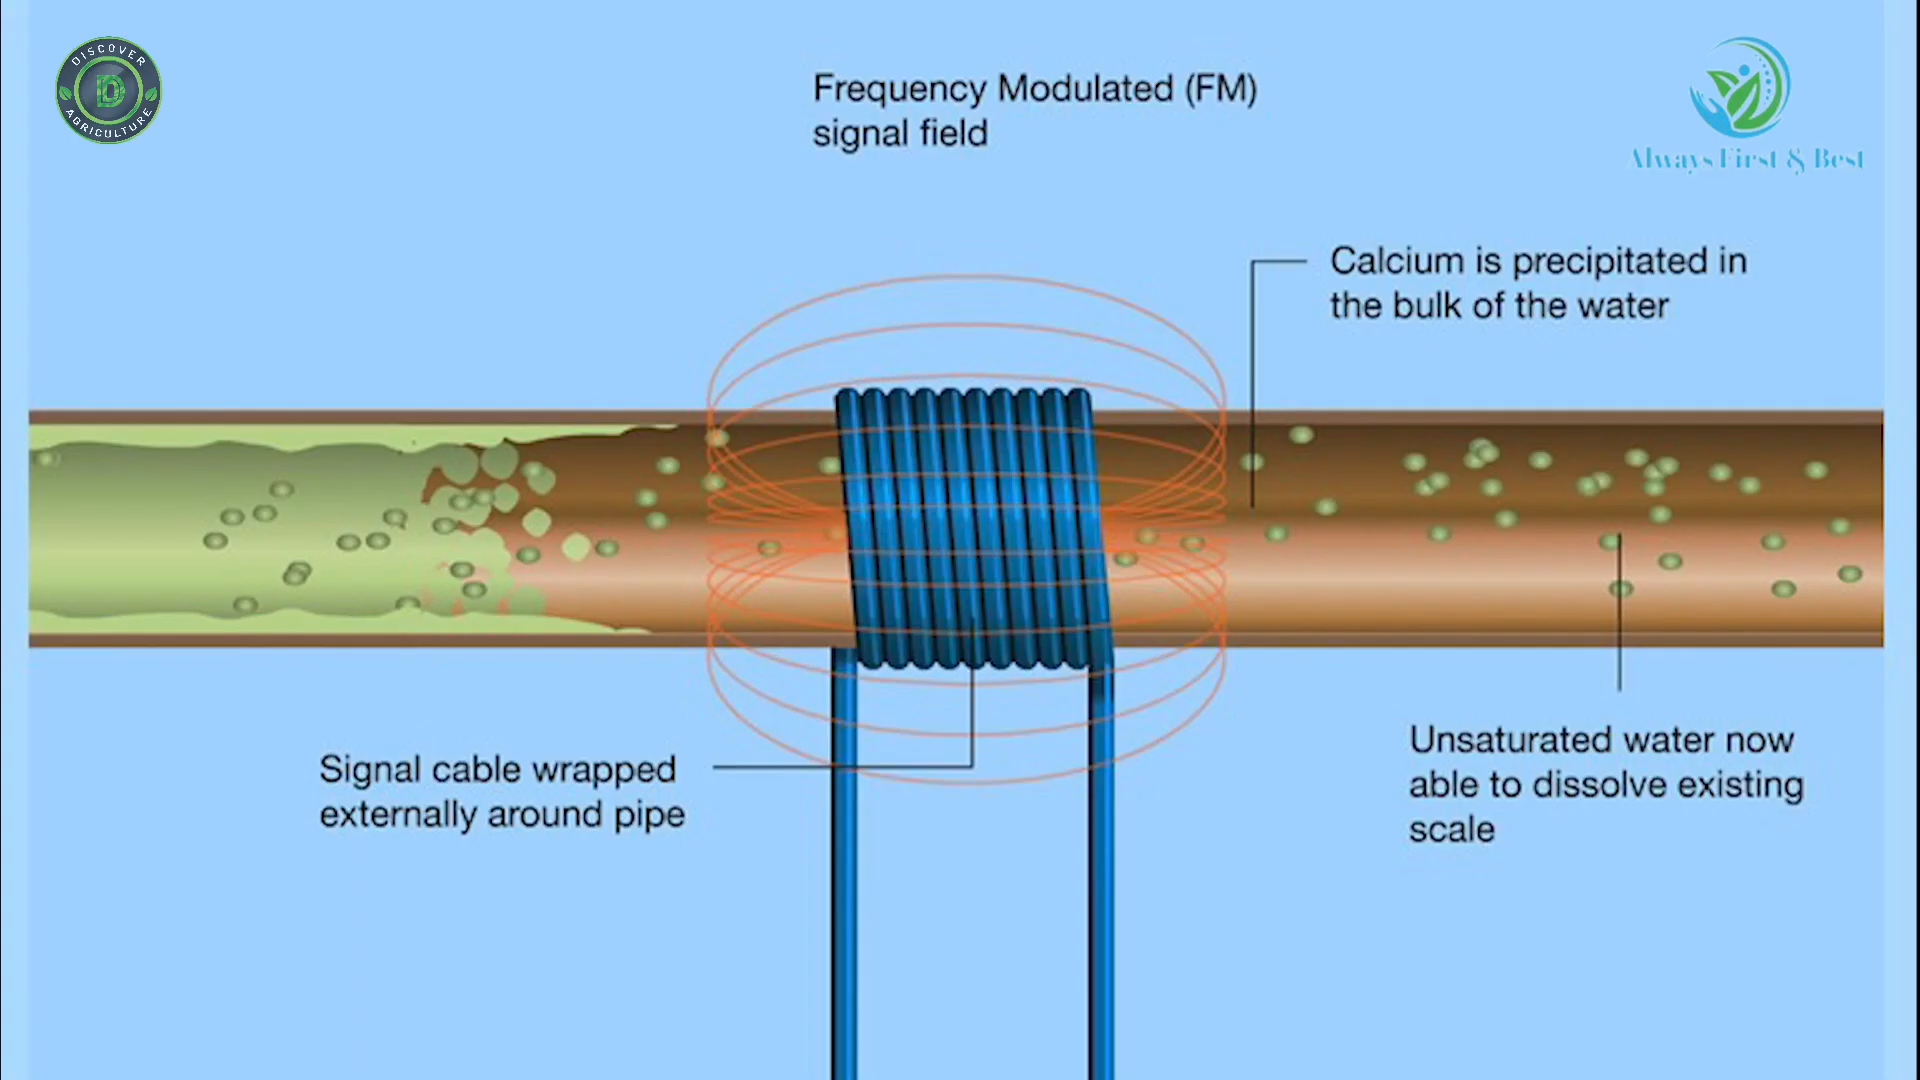 DISCOVER
D
AGRICULTURE
Frequency Modulated (FM)
signal field
Always First & Best
Calcium is precipitated in
the bulk of the water
Signal cable wrapped
externally around pipe
Unsaturated water now
able to dissolve existing
scale